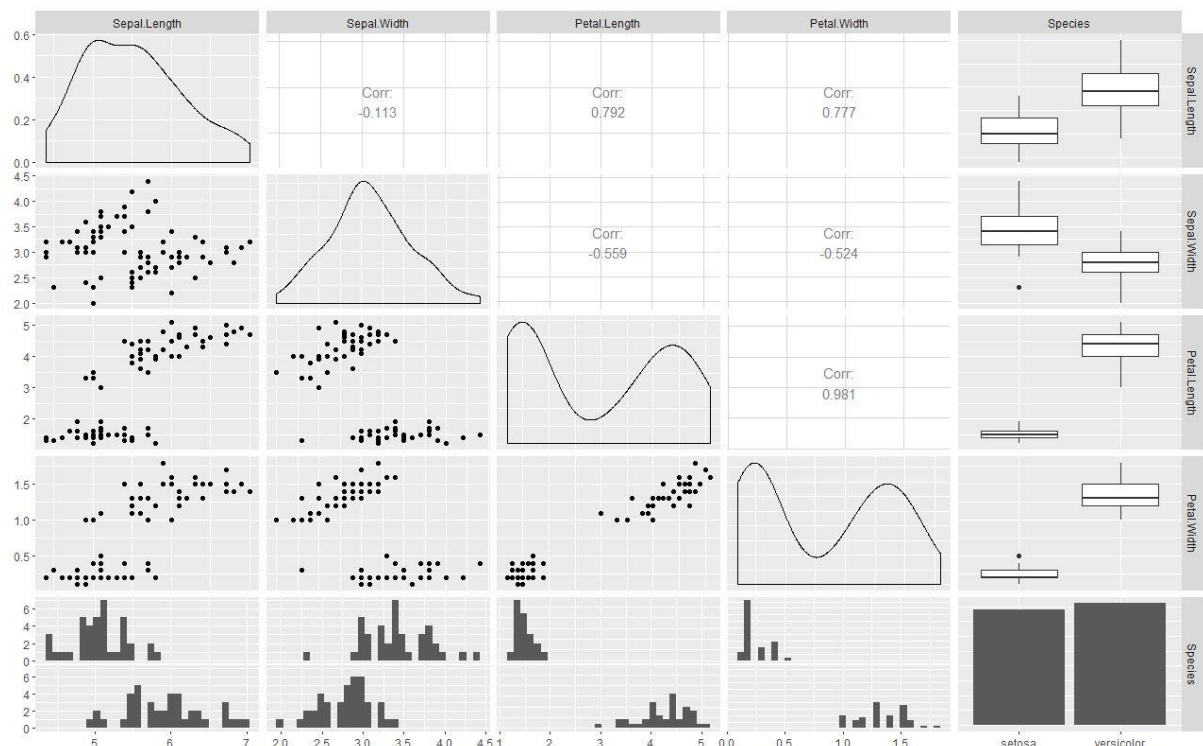 Sepal.Length
Sepal.Width
Petal.Length
Petal.Width
Species
0.6
0.4
0.2
0.0
Corr:
-0.113
Corr:
0.792
Corr:
0.777
Sepal.Length
4.5
4.0
3.5
3.0
2.5
2.0
Corr:
-0.559
Corr:
-0.524
Sepal.Width
5
4
3
2
Corr:
0.981
Petal.Length
1.5
1.0
0.5
Petal.Width
6
4
2
0
6
4
2
0
Species
5
6
7
2.0
2.5
3.0
3.5
4.0
4.5
1
2
3
4
5
0.0
0.5
1.0
1.5
setosa
versicolor